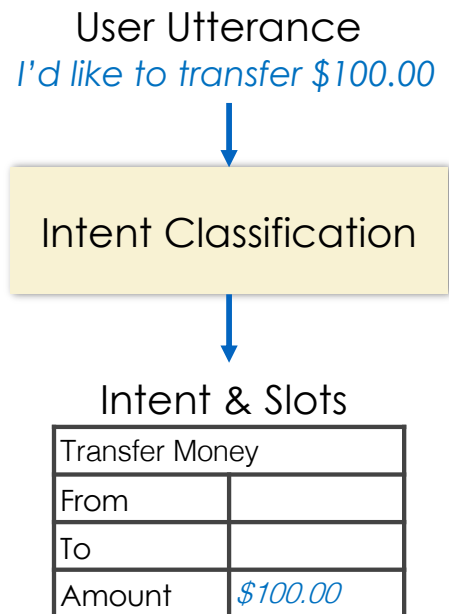 User Utterance
I'd like to transfer $100.00
Intent Classification
Intent & Slots
Transfer Money
From
To
Amount $100.00